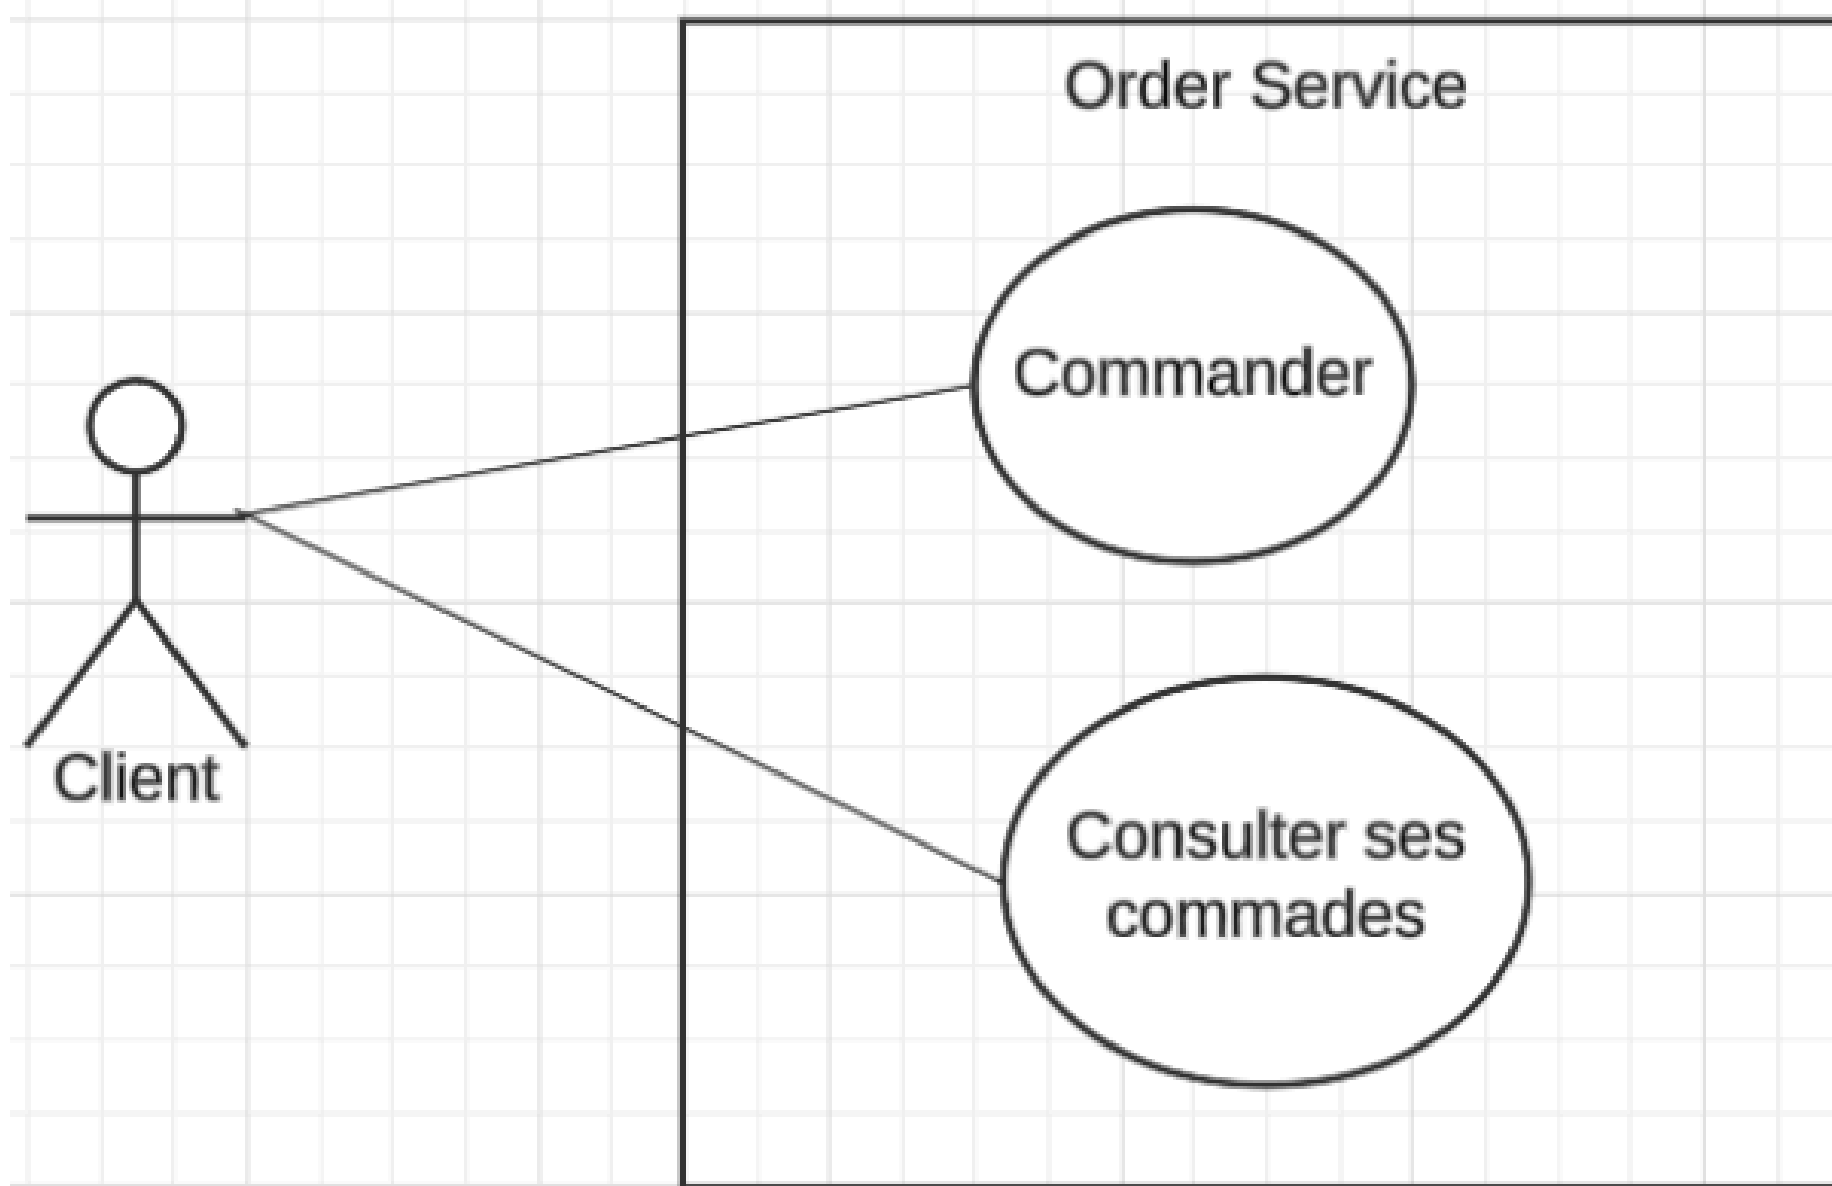 Order Service
Commander
Client
Consulter ses
commades